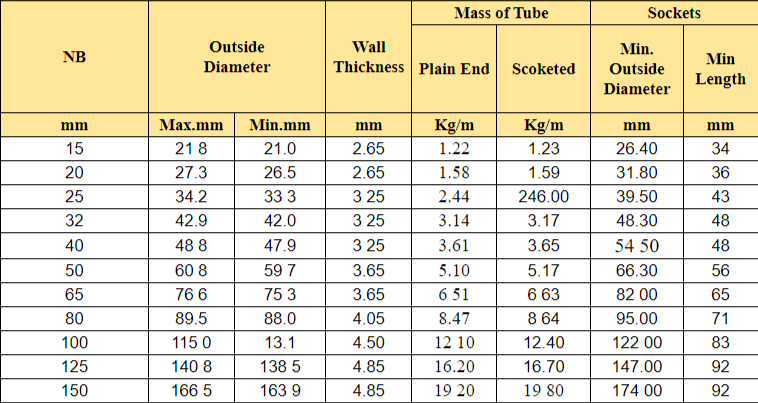 NB Outside Diameter Wall Thickness Mass of Tube Sockets
Plain End Scoketed Min. Outside Diameter Min Length
mm Max.mm Min.mm mm Kg/m Kg/m mm mm
15 21 8 21.0 2.65 1.22 1.23 26.40 34
20 27.3 26.5 2.65 1.58 1.59 31.80 36
25 34.2 33 3 3 25 2.44 246.00 39.50 43
32 42.9 42.0 3 25 3.14 3.17 48.30 48
40 48 8 47.9 3 25 3.61 3.65 54 50 48
50 60 8 59 7 3.65 5.10 5.17 66.30 56
65 76 6 75 3 3.65 6 51 6 63 82 00 65
80 89.5 88.0 4.05 8.47 8 64 95.00 71
100 115 0 13.1 4.50 12 10 12.40 122 00 83
125 140 8 138 5 4.85 16.20 16.70 147.00 92
150 166 5 163 9 4.85 19 20 19 80 174 00 92